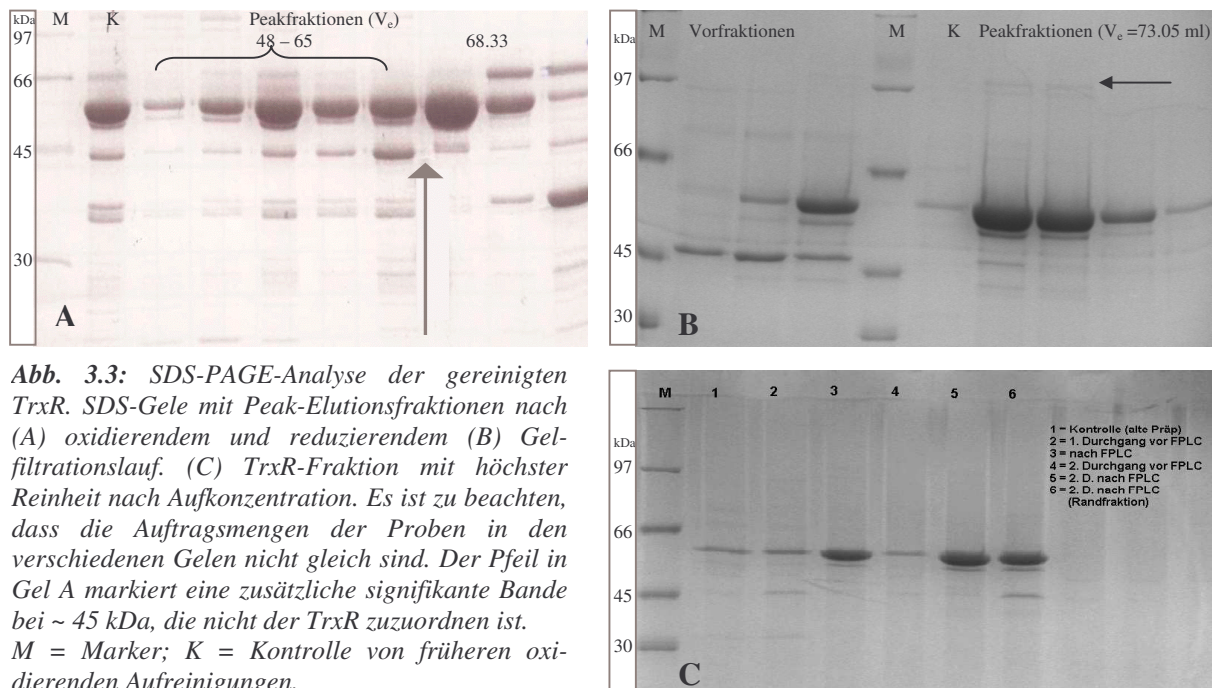 kDa M K Peakfraktionen (Ve)
48 – 65 68.33
97
66
45
30
A
kDa M Vorfraktionen M K Peakfraktionen (Ve =73.05 ml)
97
66
45
30
B
Abb. 3.3: SDS-PAGE-Analyse der gereinigten
TrxR. SDS-Gele mit Peak-Elutionsfraktionen nach
(A) oxidierendem und reduzierendem (B) Gel-
filtrationslauf. (C) TrxR-Fraktion mit höchster
Reinheit nach Aufkonzentration. Es ist zu beachten,
dass die Auftragsmengen der Proben in den
verschiedenen Gelen nicht gleich sind. Der Pfeil in
Gel A markiert eine zusätzliche signifikante Bande
bei ~ 45 kDa, die nicht der TrxR zuzuordnen ist.
M = Marker; K = Kontrolle von früheren oxi-
dierenden Aufreinigungen.
M 1 2 3 4 5 6
kDa
97
66
45
30
1 = Kontrolle (alte Präp)
2 = 1. Durchgang vor FPLC
3 = nach FPLC
4 = 2. Durchgang vor FPLC
5 = 2. D. nach FPLC
6 = 2. D. nach FPLC
(Randfraktion)
C